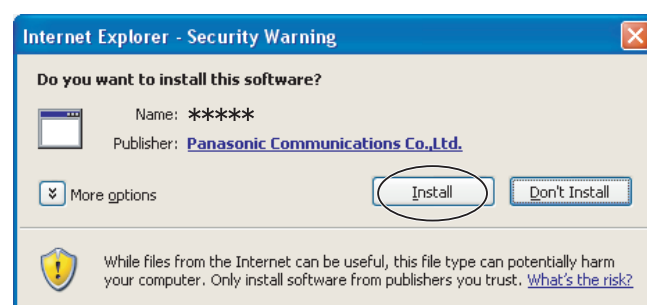 Internet Explorer - Security Warning
Do you want to install this software?
Name: *****
Publisher: Panasonic Communications Co.,Ltd.
More options
Install
Don't Install
While files from the Internet can be useful, this file type can potentially harm
your computer. Only install software from publishers you trust. What's the risk?